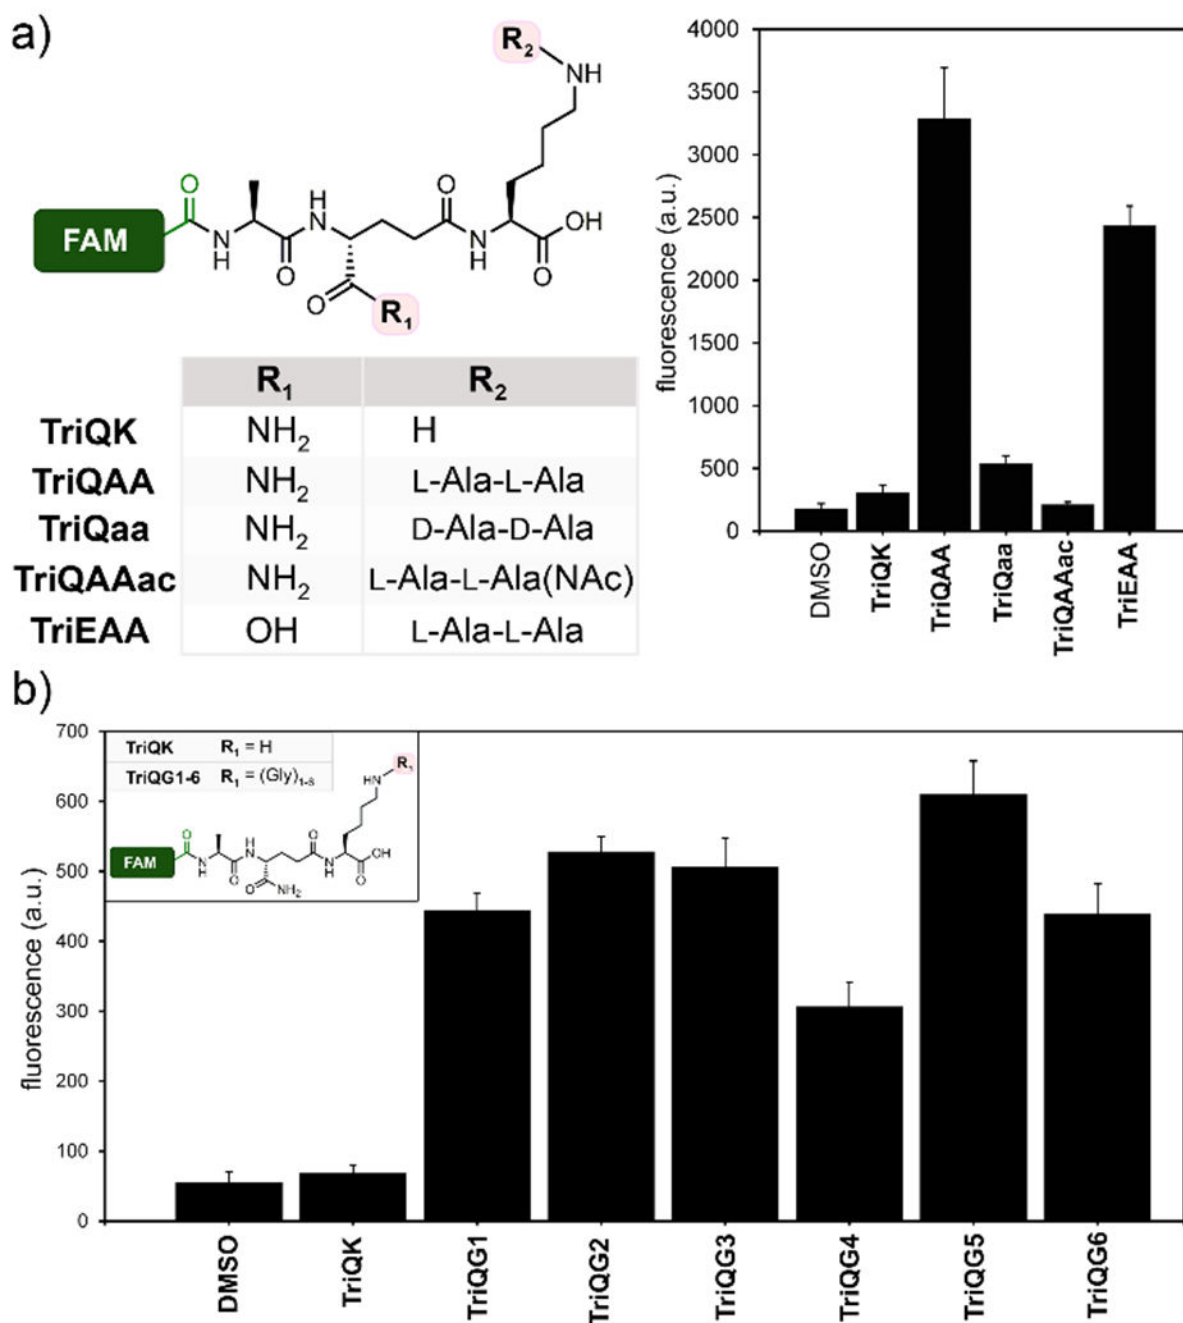 a)
R2
NH
O
H
N
O
OH
FAM
N
H
O
N
H
O
O
R1
R1 R2
TriQK NH2 H
TriQAA NH2 L-Ala-L-Ala
TriQaa NH2 D-Ala-D-Ala
TriQAAac NH2 L-Ala-L-Ala(NAc)
TriEAA OH L-Ala-L-Ala
fluorescence (a.u.)
4000
3500
3000
2500
2000
1500
1000
500
0
DMSO
TriQK
TriQAA
TriQaa
TriQAAac
TriEAA
b)
TriQK R1 = H
TriQG1-6 R1 = (Gly)
HN
O
H
N
O
OH
FAM
N
H
O
N
H
O
O
NH2
fluorescence (a.u.)
700
600
500
400
300
200
100
0
DMSO
TriQK
TriQG1
TriQG2
TriQG3
TriQG4
TriQG5
TriQG6